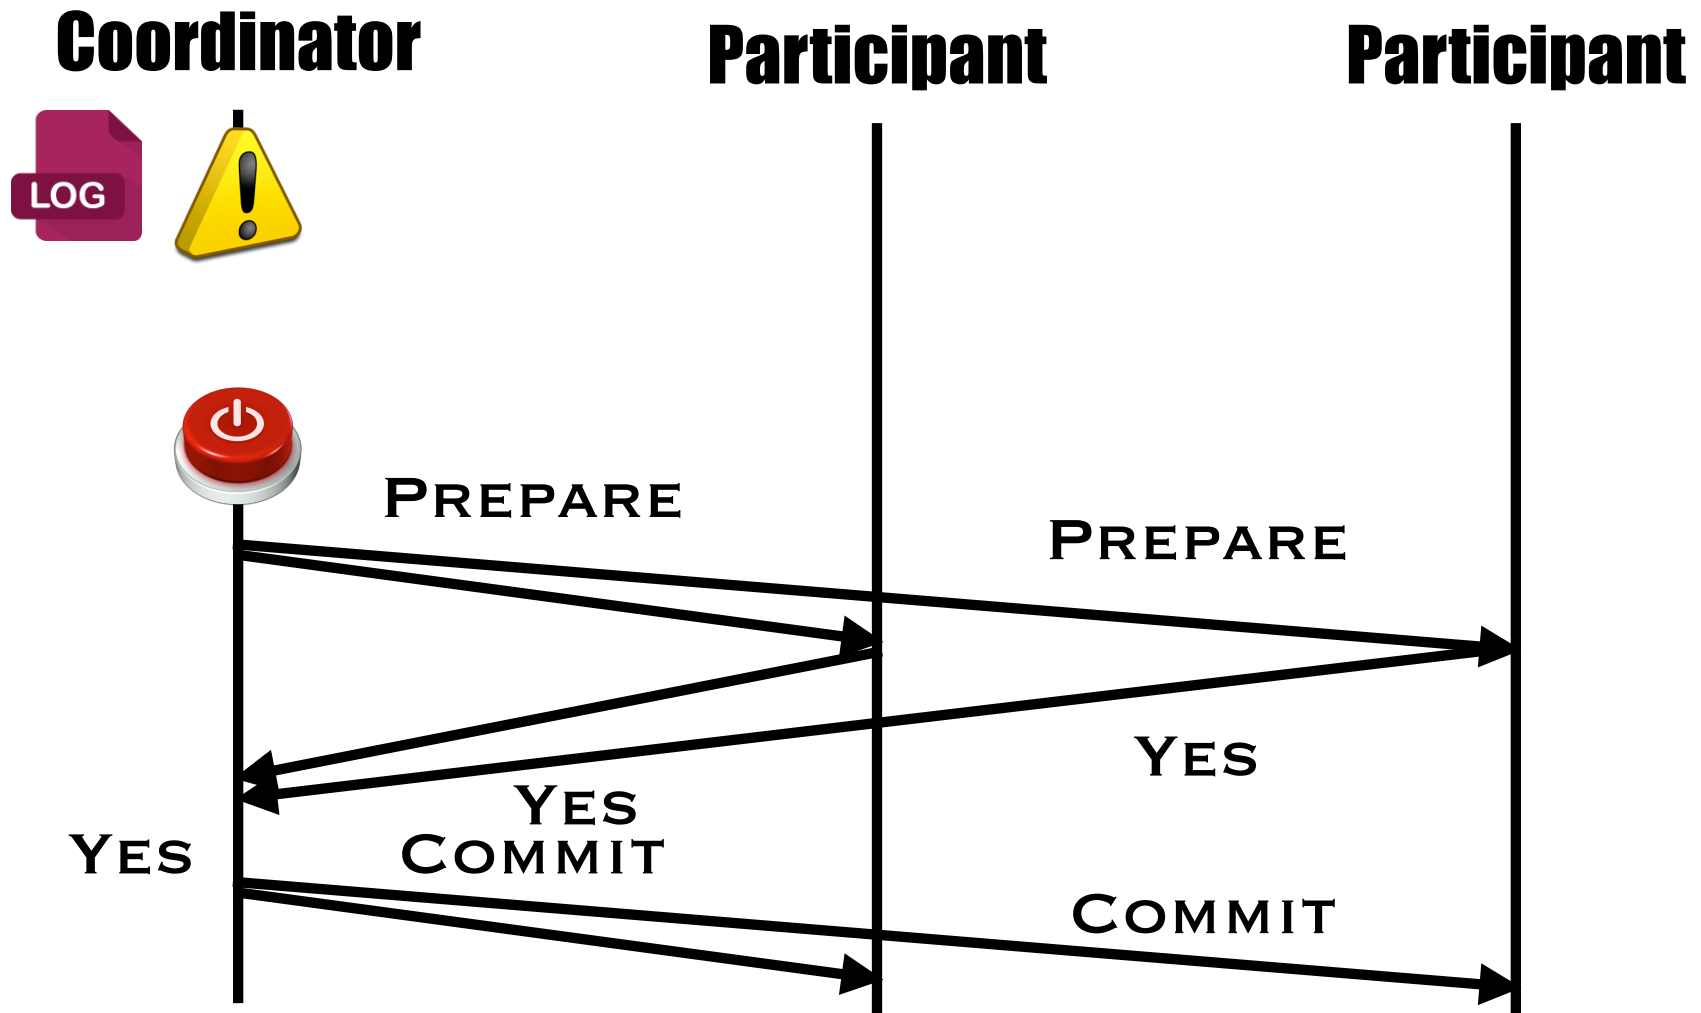 Coordinator
Participant
Participant
LOG
PREPARE
PREPARE
YES
YES
YES
COMMIT
COMMIT